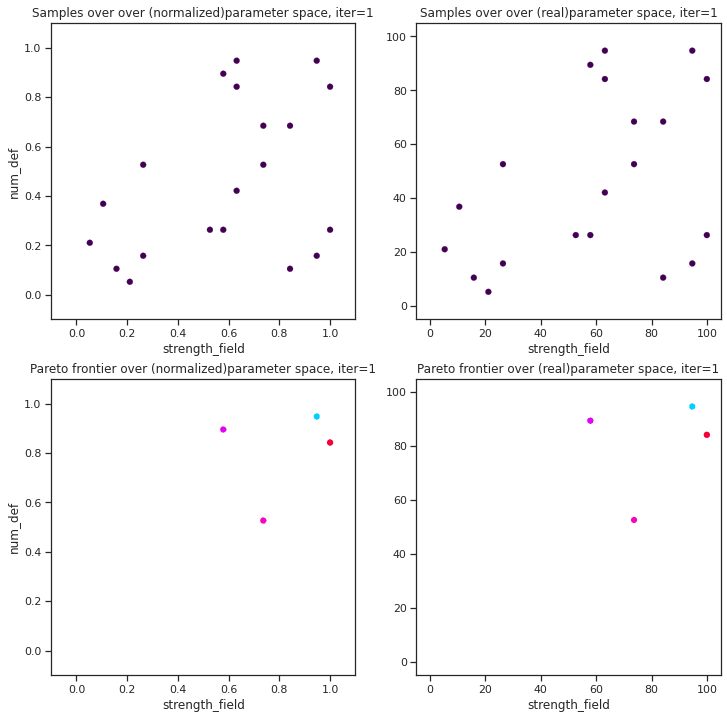 Samples over over (normalized)parameter space, iter=1
Samples over over (real)parameter space, iter=1
num_def
1.0
0.8
0.6
0.4
0.2
0.0
0.0 0.2 0.4 0.6 0.8 1.0
strength_field
100
80
60
40
20
0
0 20 40 60 80 100
strength_field
Pareto frontier over (normalized)parameter space, iter=1
Pareto frontier over (real)parameter space, iter=1
num_def
1.0
0.8
0.6
0.4
0.2
0.0
0.0 0.2 0.4 0.6 0.8 1.0
strength_field
100
80
60
40
20
0
0 20 40 60 80 100
strength_field